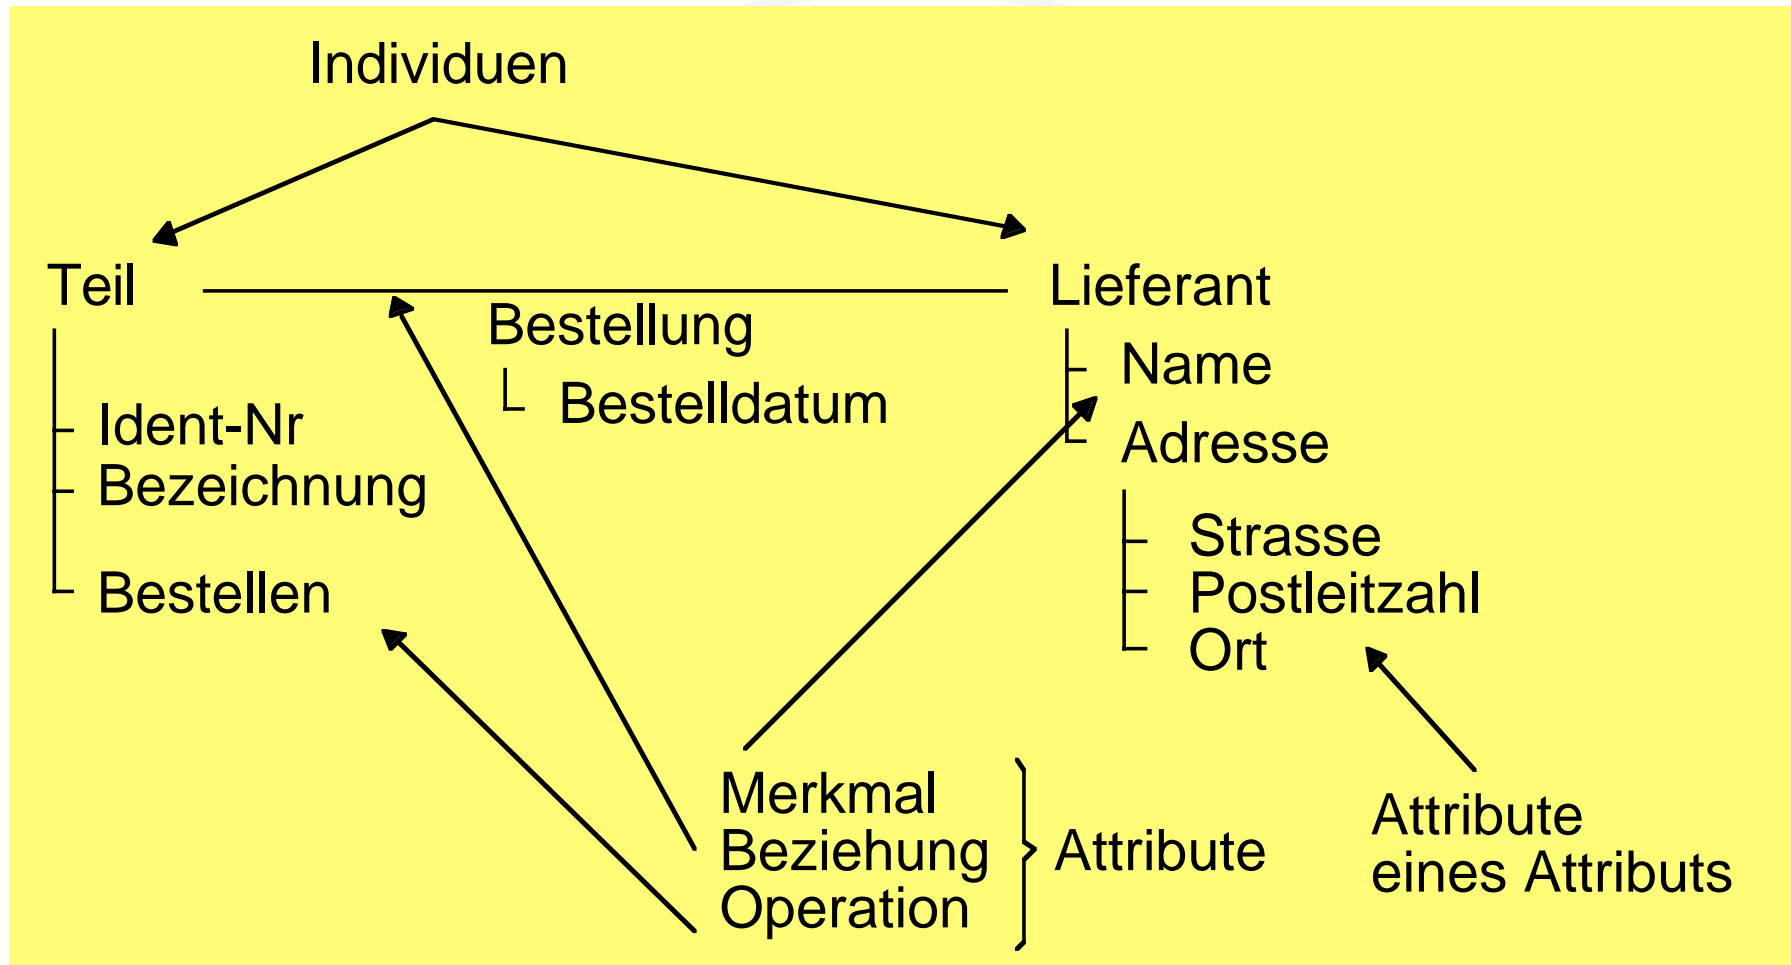 Individuen
Teil
Lieferant
Bestellung
Bestelldatum
Name
Adresse
Ident-Nr
Bezeichnung
Bestellen
Strasse
Postleitzahl
Ort
Merkmal
Beziehung
Operation
Attribute
Attribute
eines Attributs